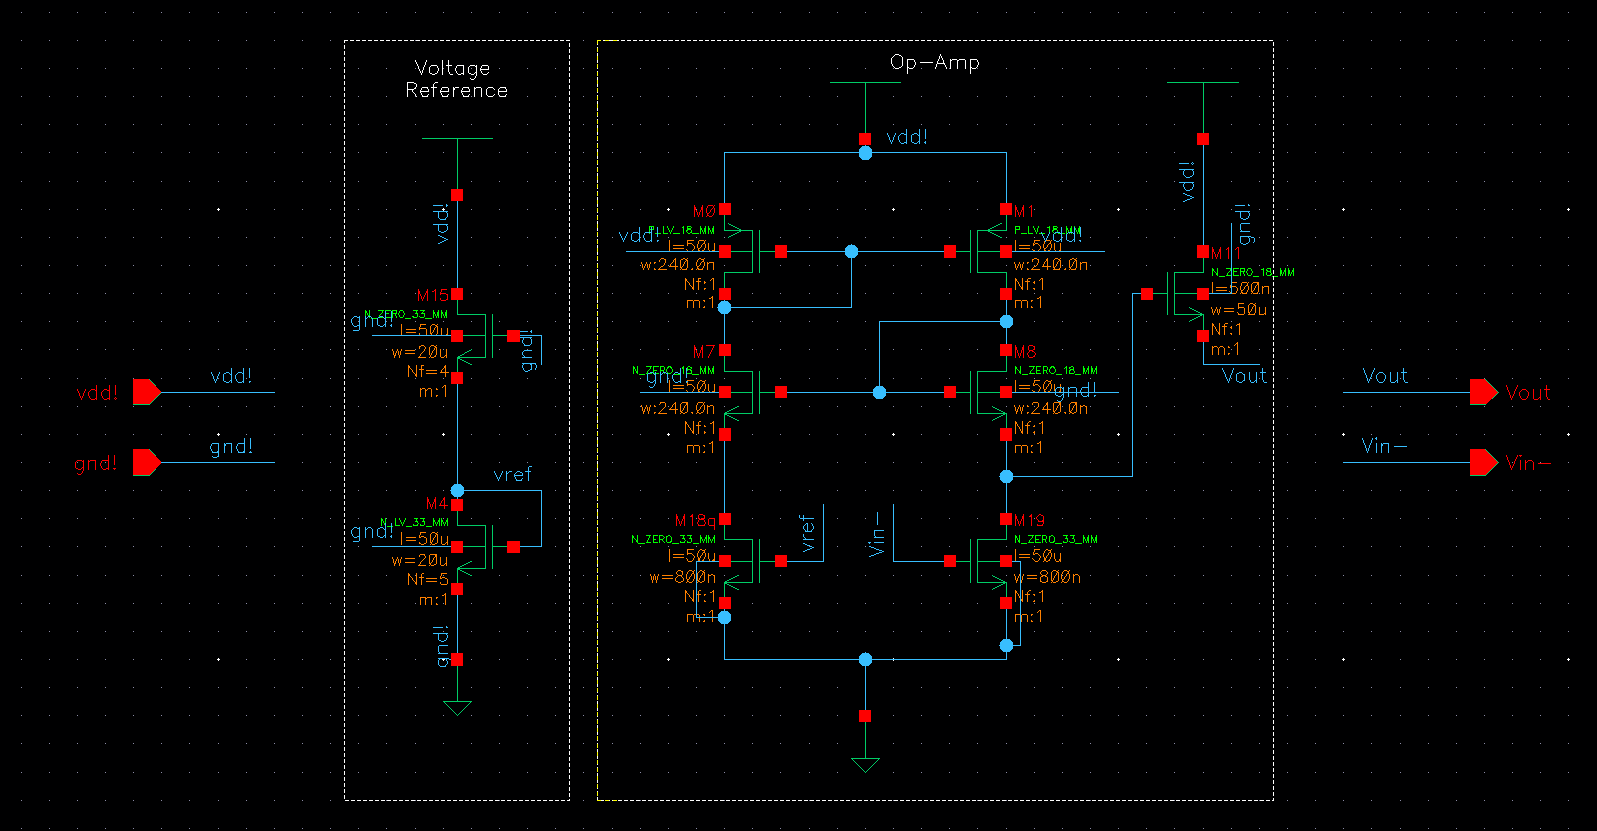 Voltage
Reference
vdd!
M15
N_ZERO_33_MM
gnd!
l=50u
w=20u
Nf=4
m:1
gnd!
vref
M4
N_LV_33_MM
gnd!
l=50u
w=20u
Nf=5
m:1
gnd!
vdd!
vdd!
gnd!
gnd!
Op-Amp
vdd!
M0
P_LV_18_MM
vdd!
l=50u
w:240.0n
Nf:1
m:1
M1
P_LV_18_MM
vdd!
l=50u
w:240.0n
Nf:1
m:1
M7
N_ZERO_18_MM
gnd!
l=50u
w:240.0n
Nf:1
m:1
M8
N_ZERO_18_MM
l=50u
gnd!
w:240.0n
Nf:1
m:1
M18q
N_ZERO_33_MM
l=50u
w=800n
Nf:1
m:1
vref
Vin-
M19
N_ZERO_33_MM
l=50u
w=800n
Nf:1
m:1
vdd!
gnd!
M11
N_ZERO_18_MM
l=500n
w=50u
Nf:1
m:1
Vout
Vout
Vout
Vin-
Vin-